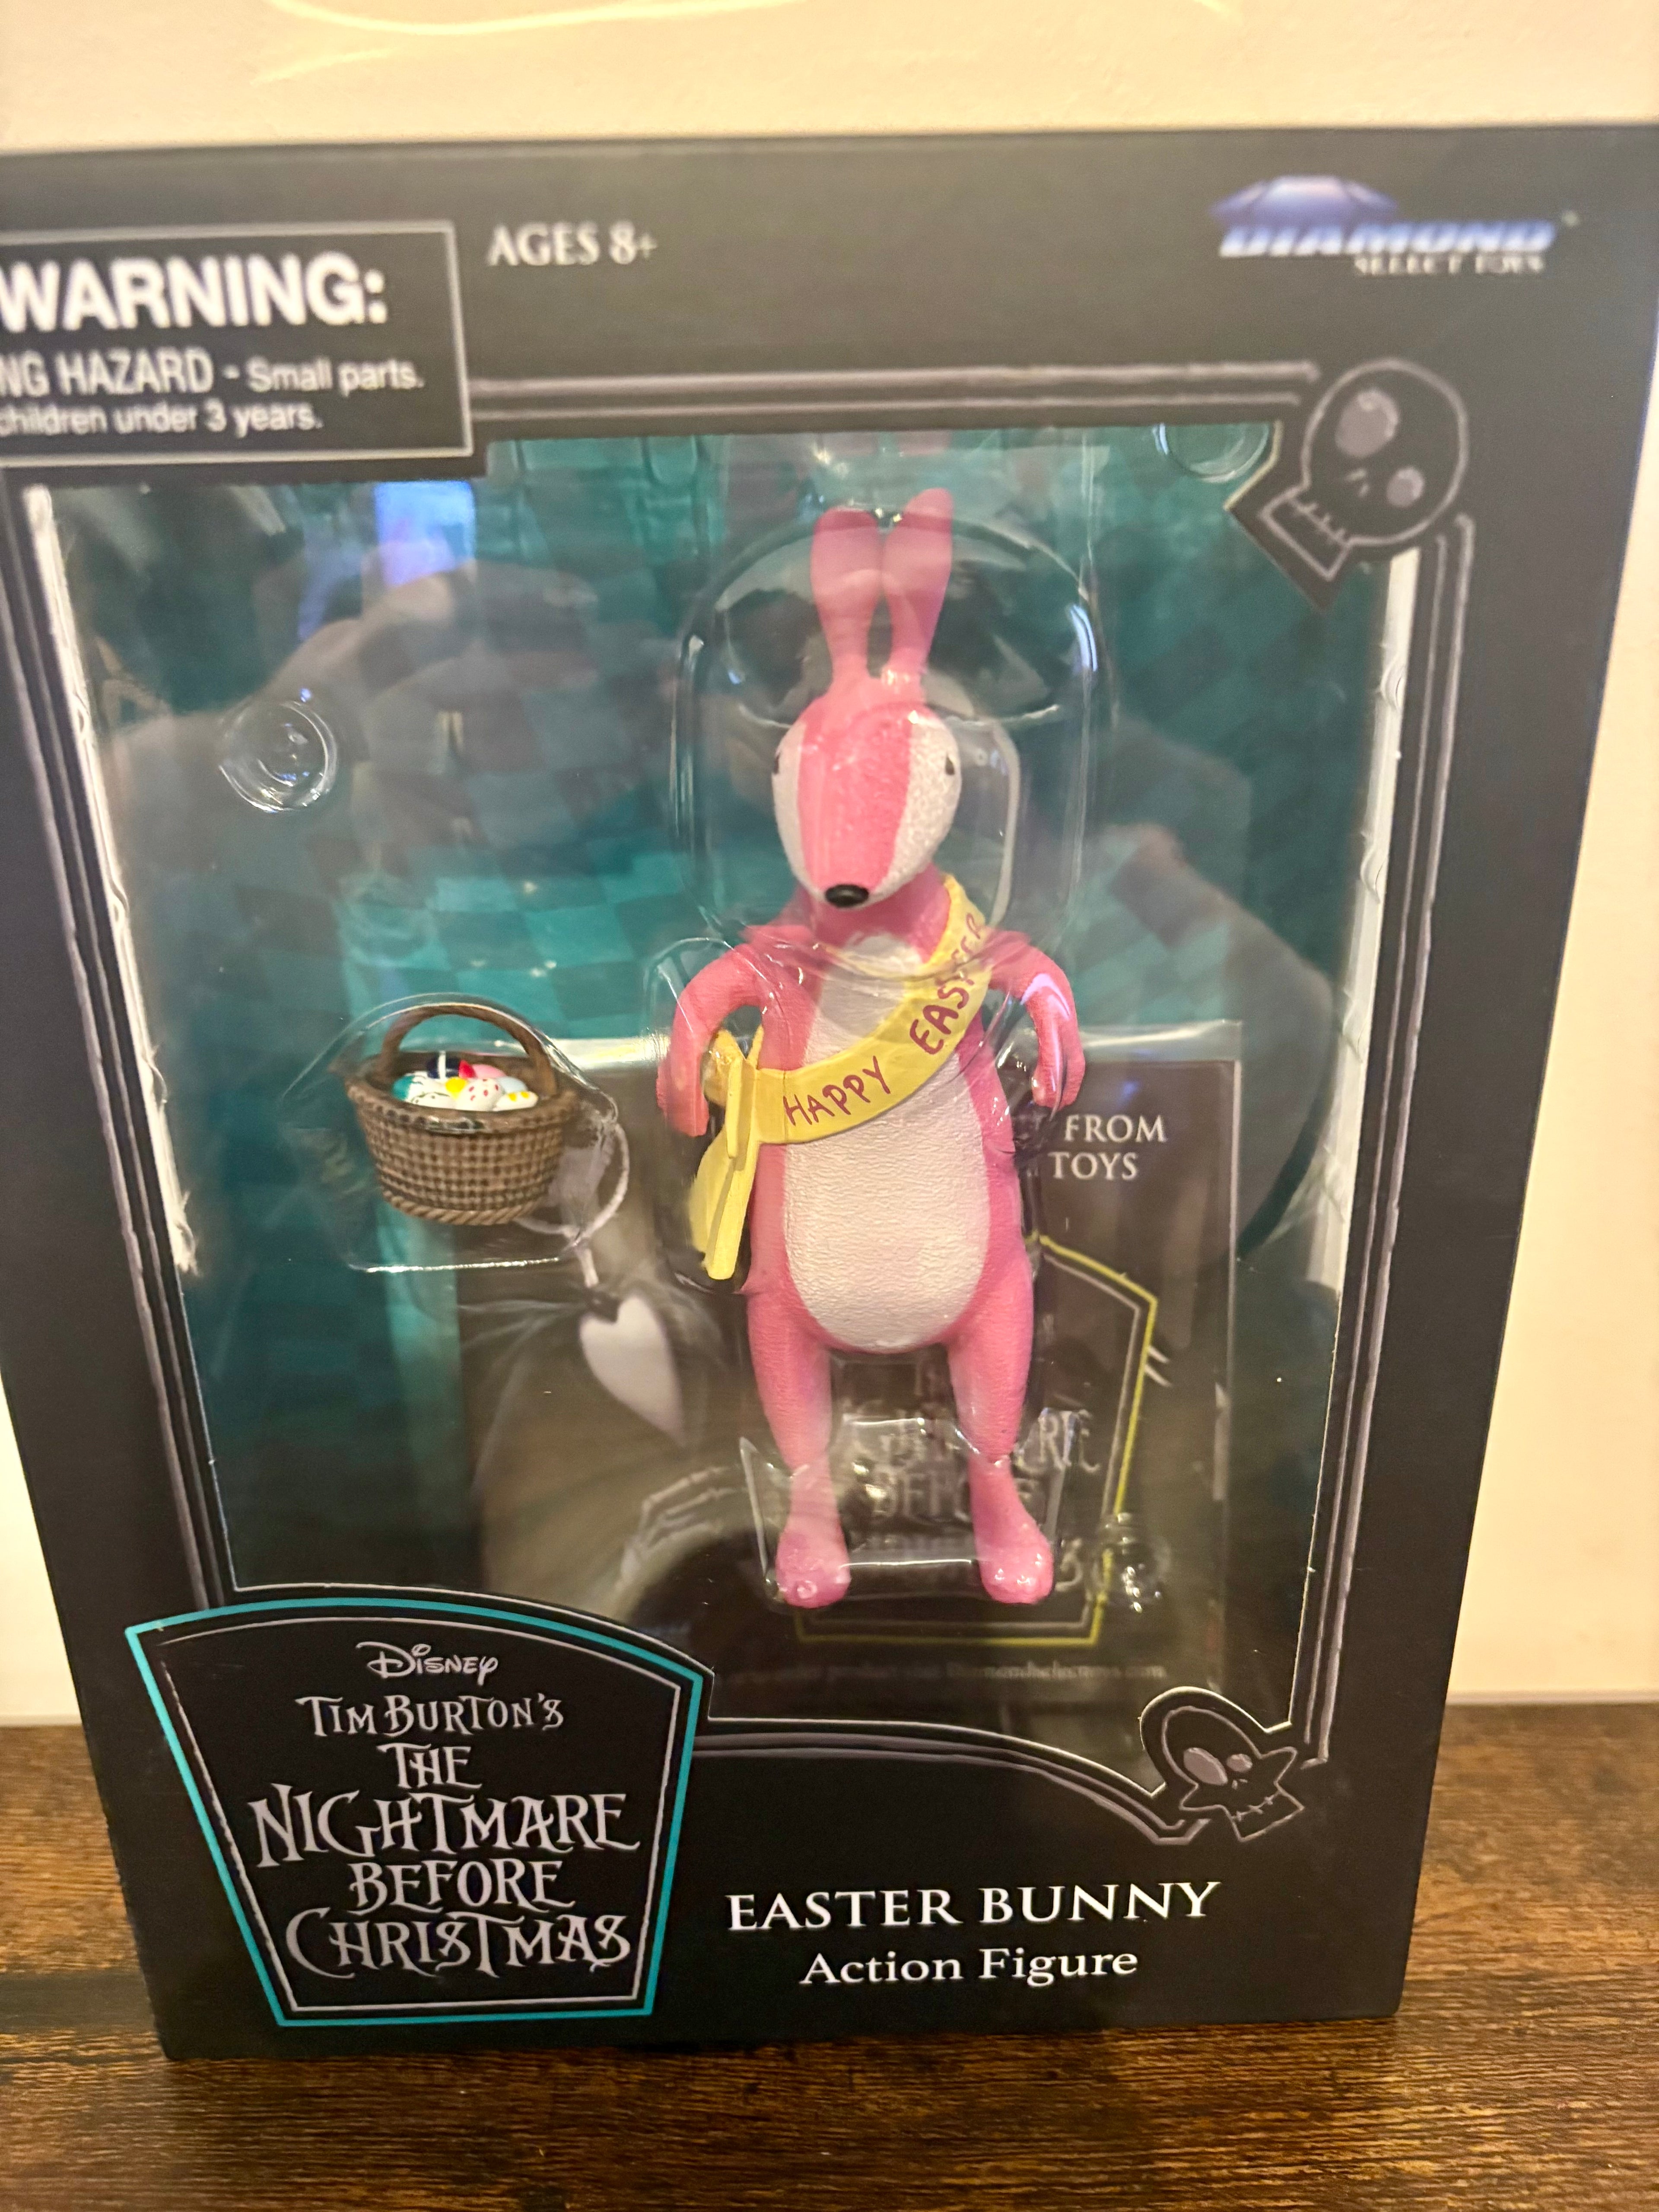 AGES 8+
DIAMOND
SELECT TOYS
WARNING:
NG HAZARD - Small parts.
children under 3 years.
HAPPY EASTER
FROM
TOYS
Disney
TIM BURTON'S
THE
NIGHTMARE
BEFORE
CHRISTMAS
EASTER BUNNY
Action Figure